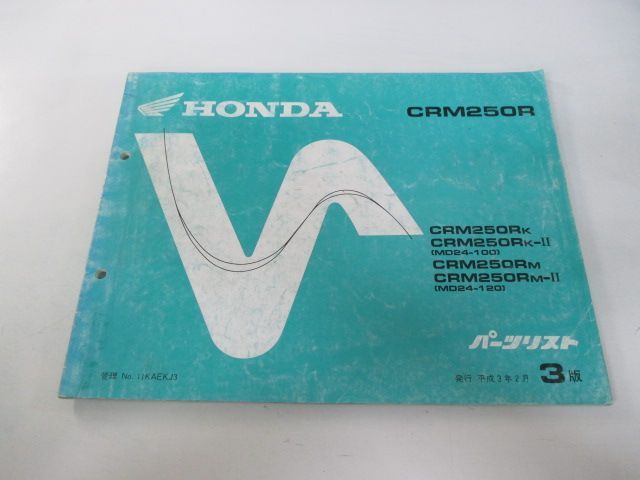 HONDA
CRM250R
CRM250RK
CRM250RK-II
(MD24-100)
CRM250RM
CRM250RM-II
(MD24-120)
パーツリスト
管理 No. 11KAEKJ3
発行 平成3年2月 3版